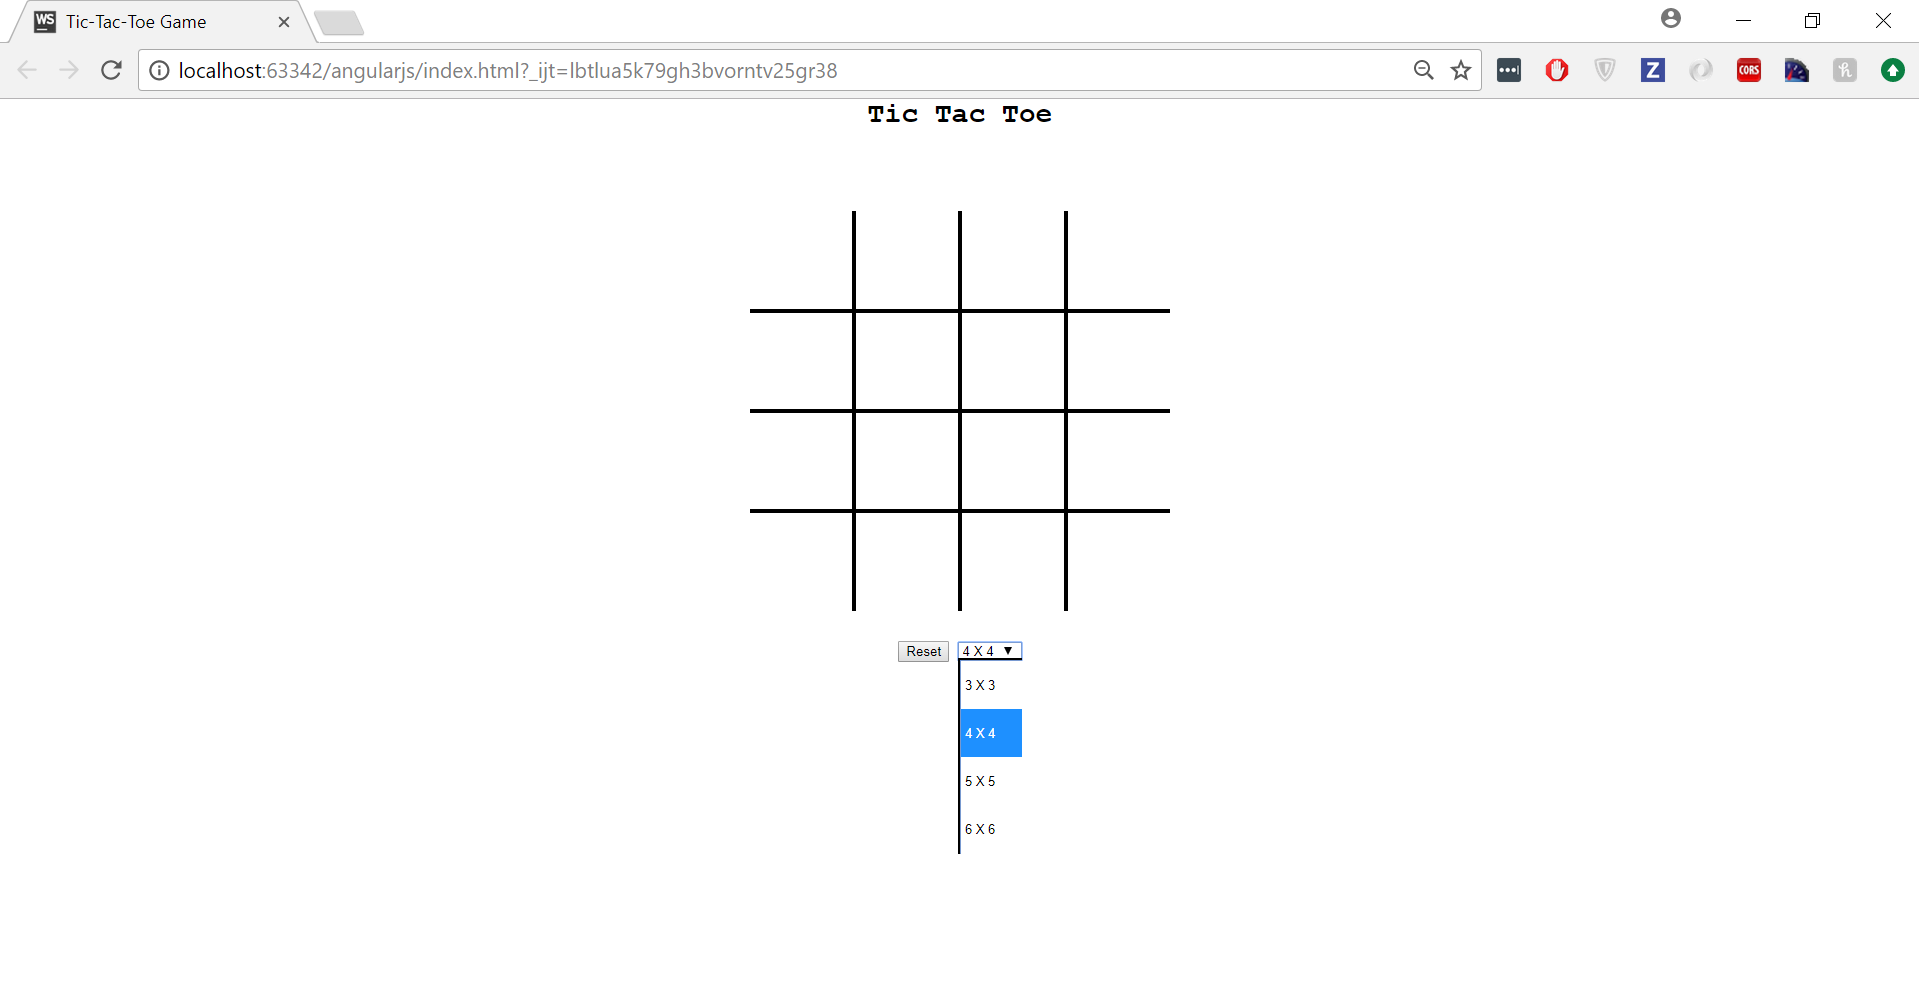 WS Tic-Tac-Toe Game
localhost:63342/angularjs/index.html?_ijt=lbtlua5k79gh3bvorntv25gr38
Z CORS h
Tic Tac Toe
Reset 4 X 4
3 X 3
4 X 4
5 X 5
6 X 6